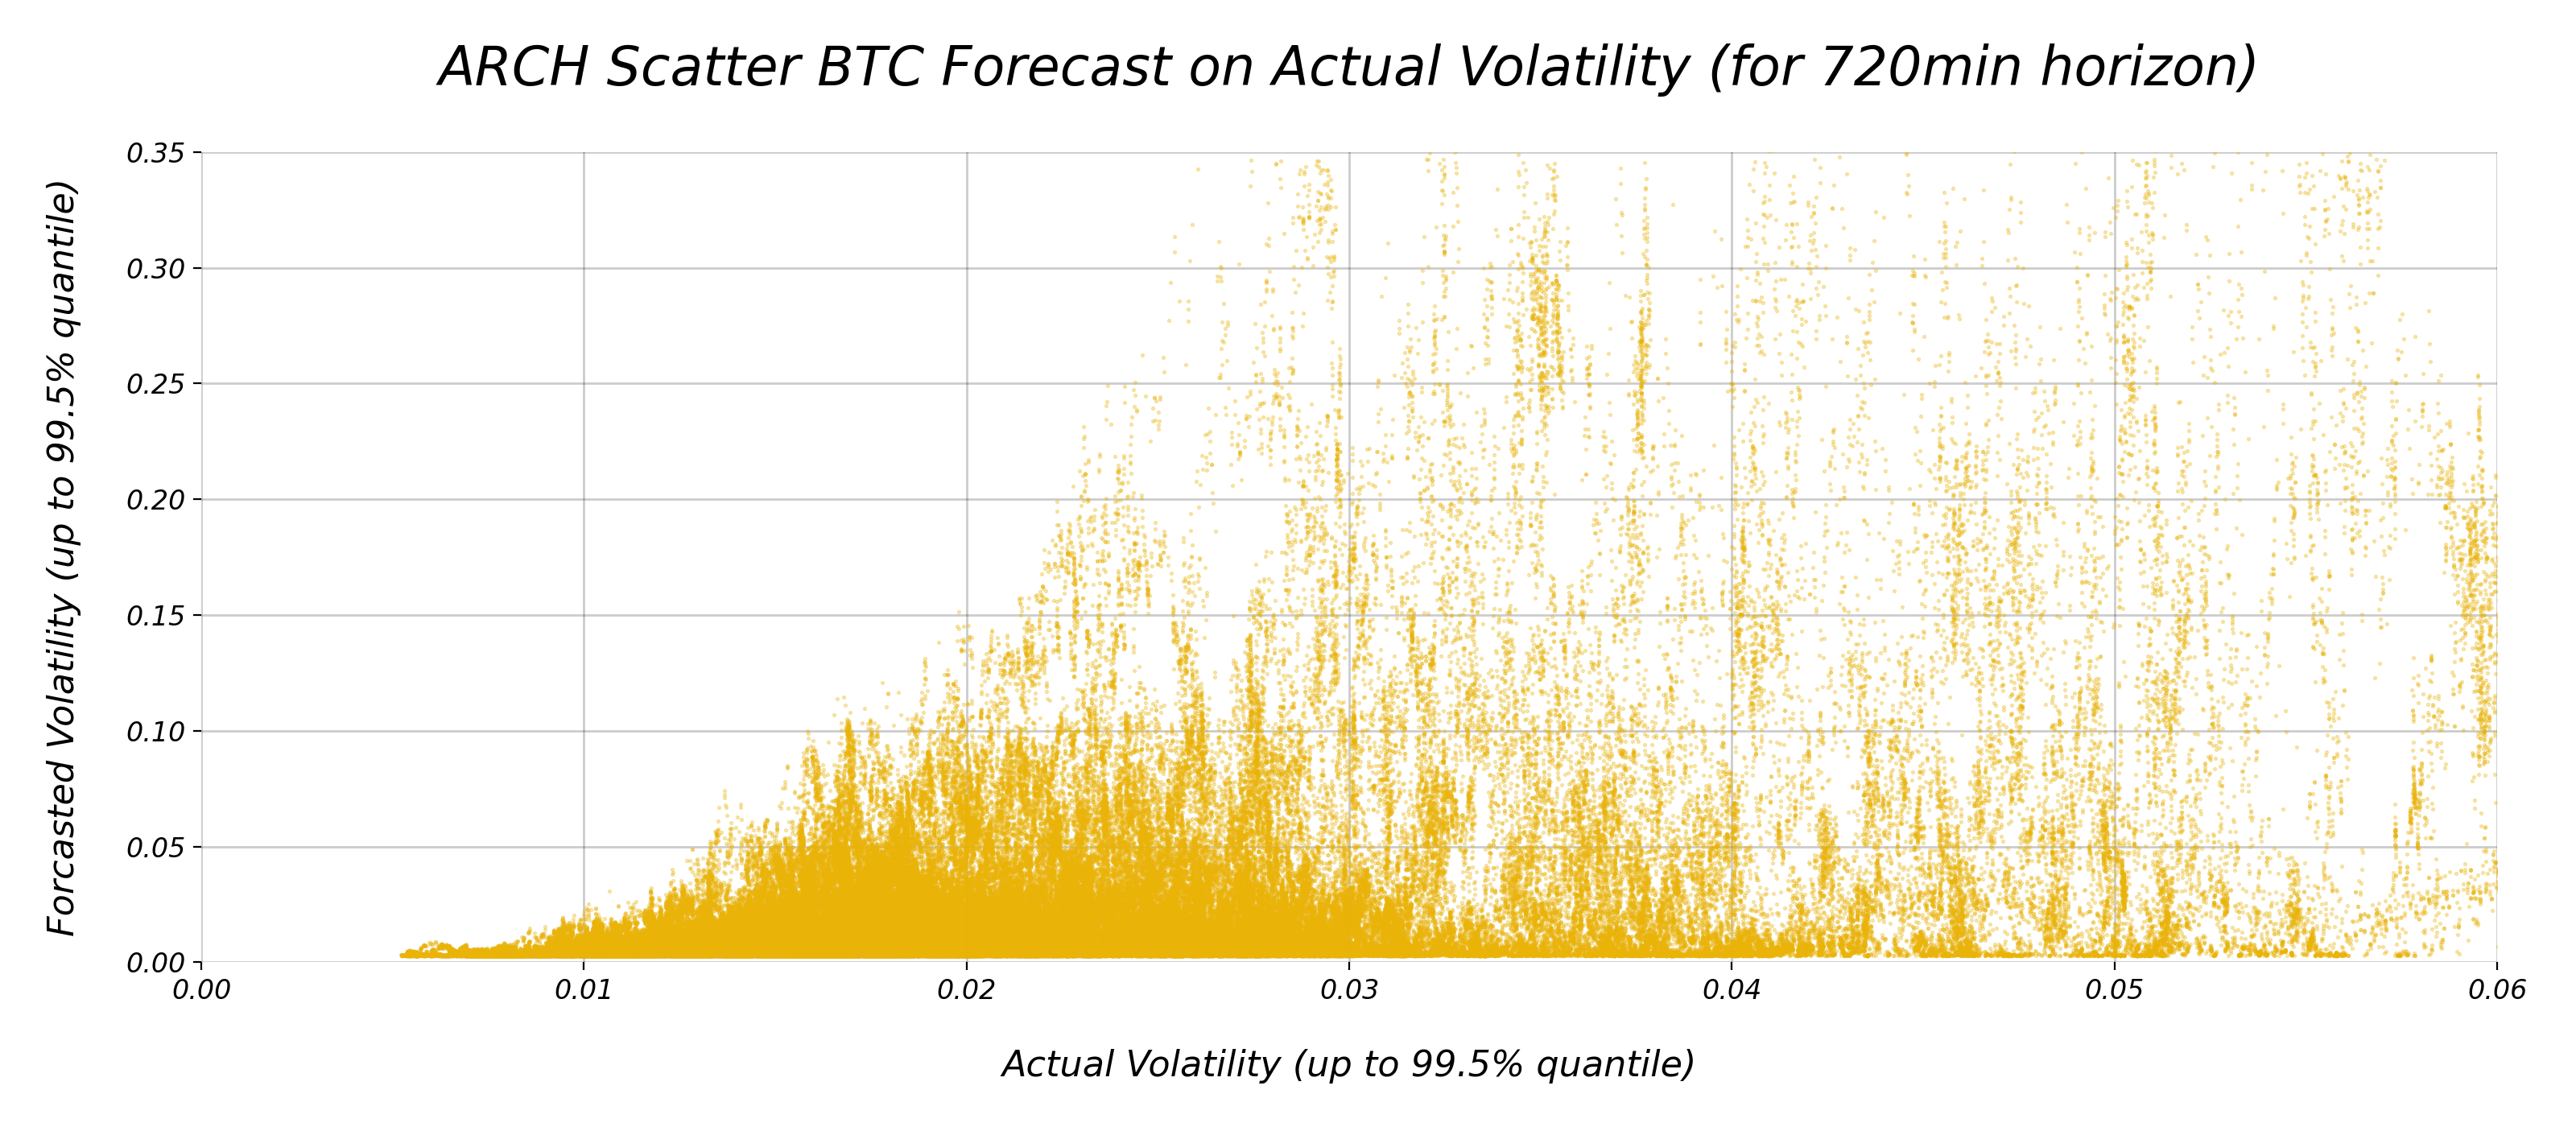 ARCH Scatter BTC Forecast on Actual Volatility (for 720min horizon)
Forcasted Volatility (up to 99.5% quantile)
0.35
0.30
0.25
0.20
0.15
0.10
0.05
0.00
0.00 0.01 0.02 0.03 0.04 0.05 0.06
Actual Volatility (up to 99.5% quantile)